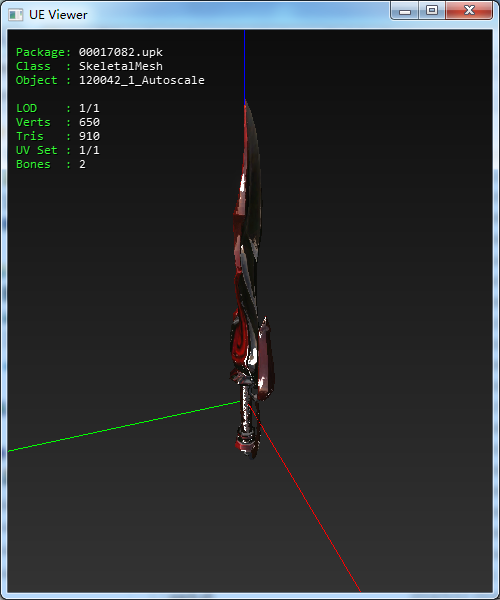 UE Viewer
Package: 00017082.upk
Class  : SkeletalMesh
Object : 120042_1_Autoscale
LOD    : 1/1
Verts  : 650
Tris   : 910
UV Set : 1/1
Bones  : 2